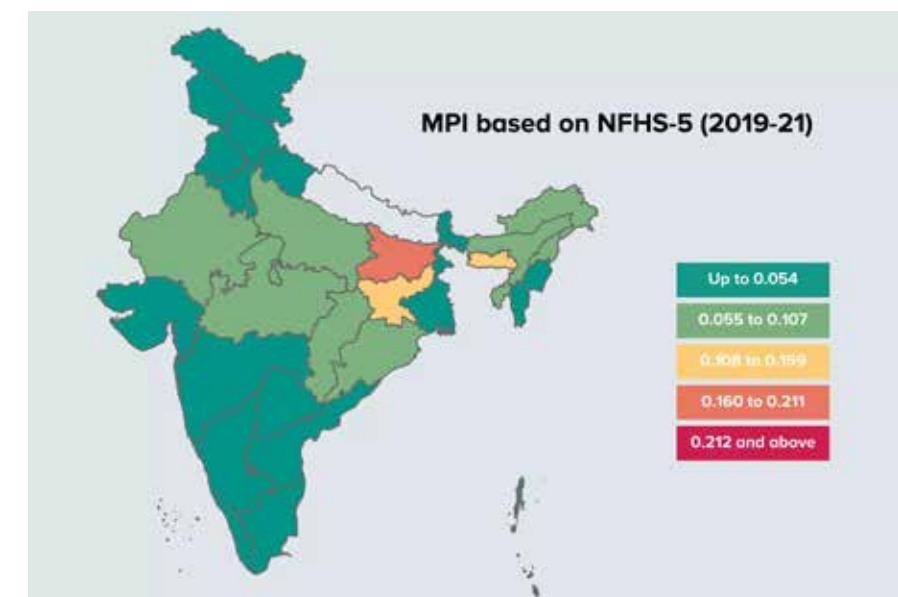 MPI based on NFHS-5 (2019-21)
Up to 0.054
0.055 to 0.107
0.108 to 0.159
0.160 to 0.211
0.212 and above